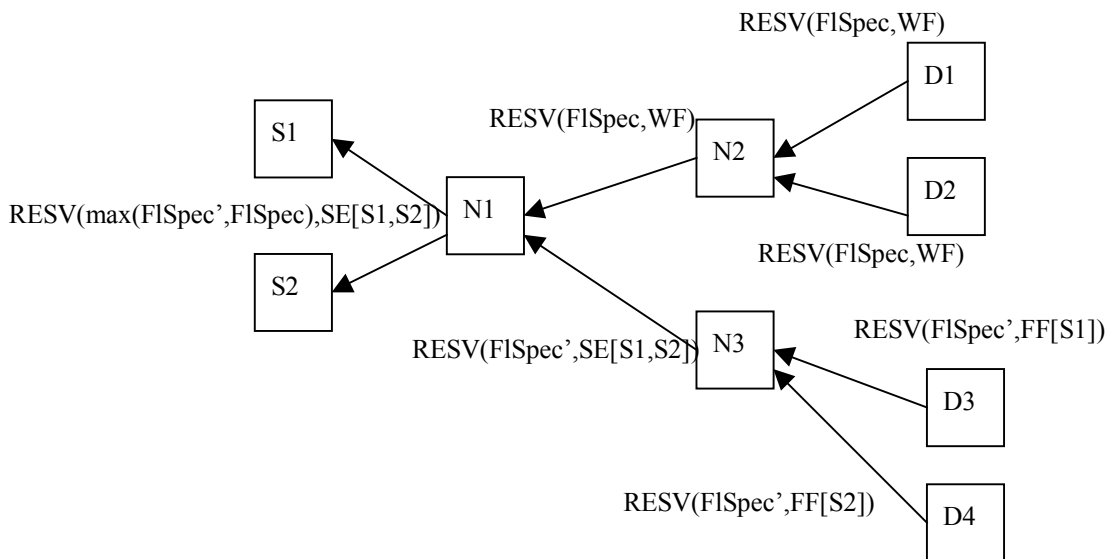 RESV(FlSpec,WF)
D1
S1
RESV(FlSpec,WF)
N2
D2
RESV(max(FlSpec’,FlSpec),SE[S1,S2])
N1
RESV(FlSpec,WF)
S2
RESV(FlSpec’,FF[S1])
RESV(FlSpec’,SE[S1,S2])
N3
D3
RESV(FlSpec’,FF[S2])
D4